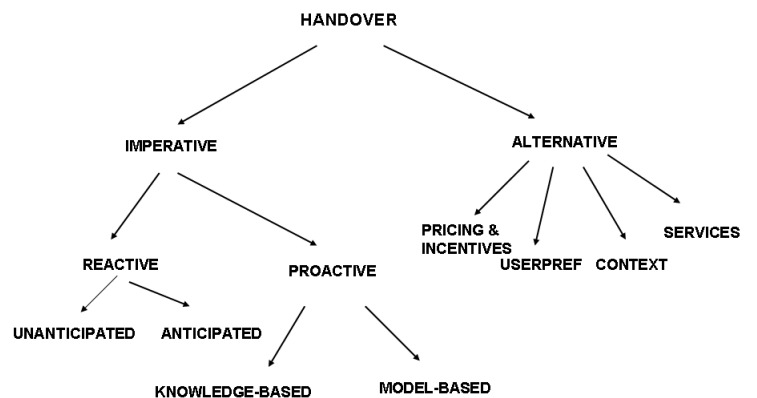 HANDOVER
IMPERATIVE
ALTERNATIVE
PRICING &
INCENTIVES
USERPREF
CONTEXT
SERVICES
REACTIVE
PROACTIVE
UNANTICIPATED
ANTICIPATED
KNOWLEDGE-BASED
MODEL-BASED